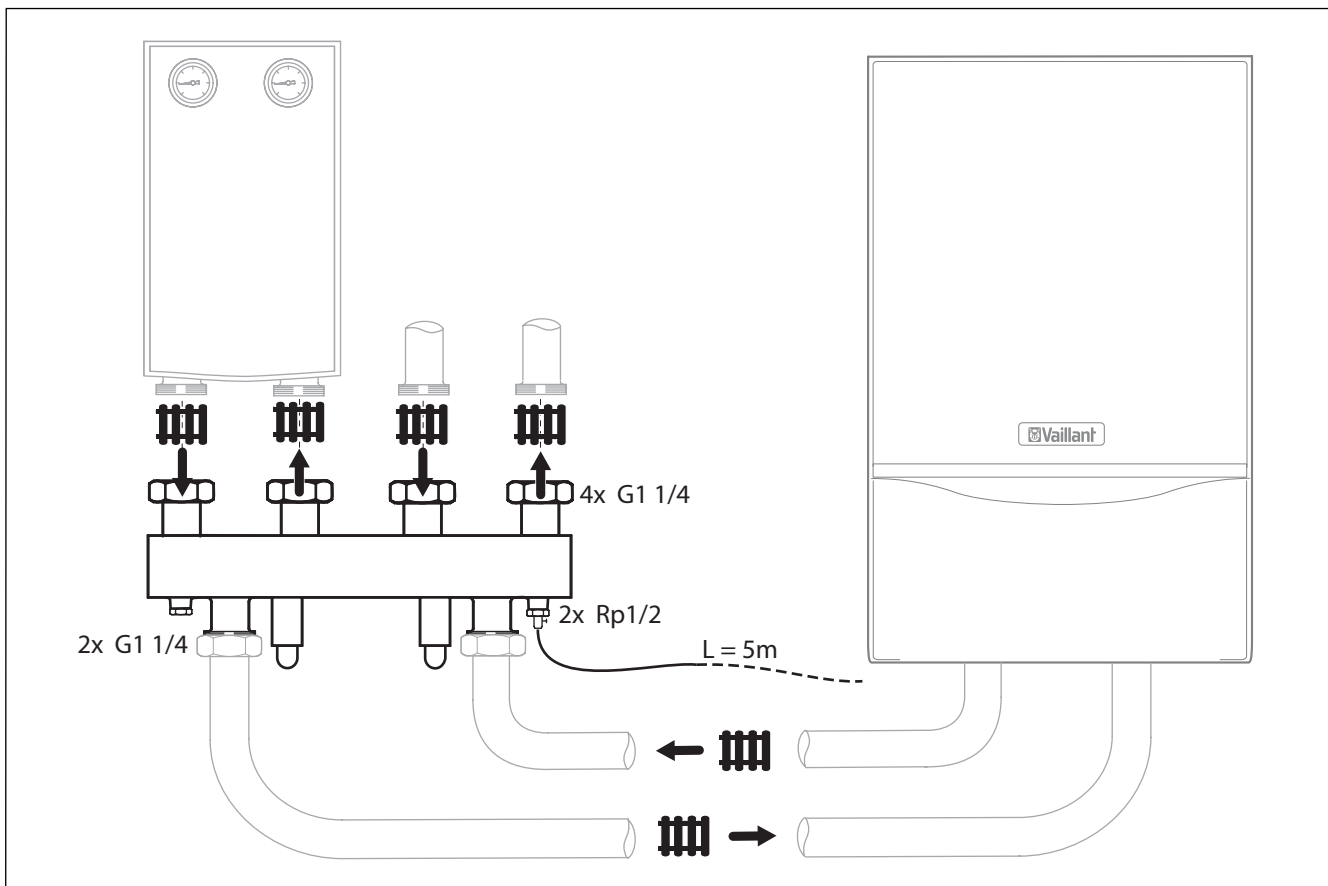 Vaillant
4x G1 1/4
2x Rp1/2
2x G1 1/4
L = 5m